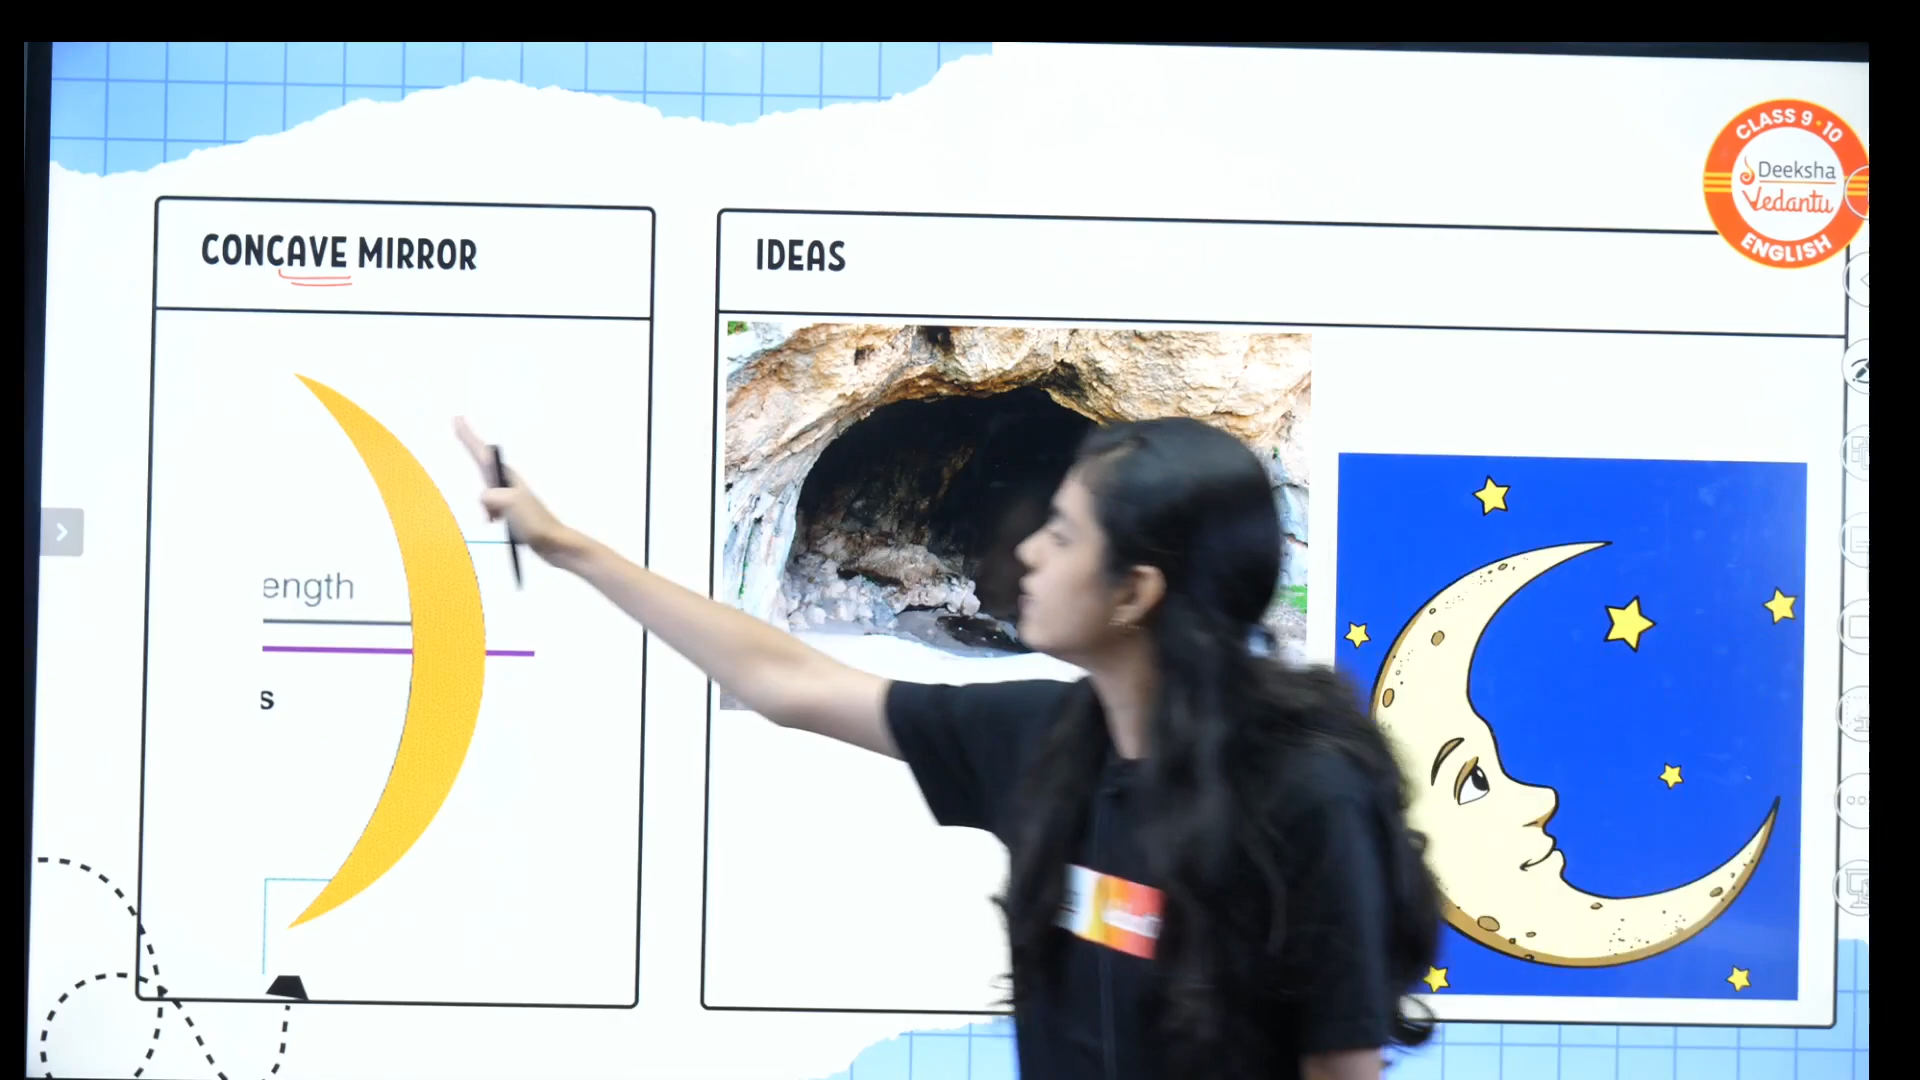 CLASS 9·10
Deeksha
Vedantu
ENGLISH
CONCAVE MIRROR
IDEAS
ength
s